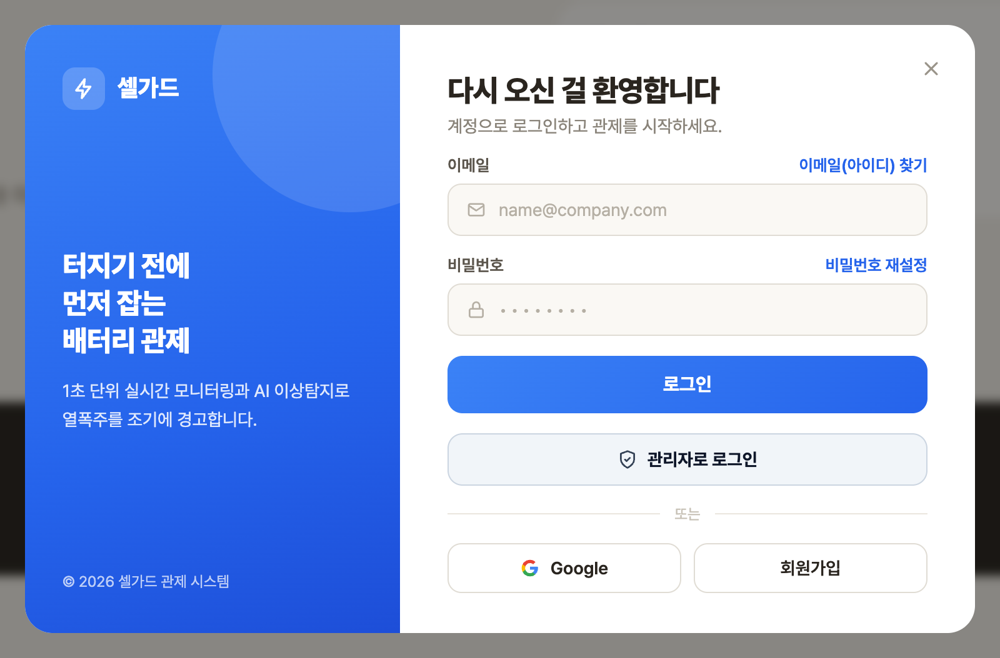 셀가드
터지기 전에
먼저 잡는
배터리 관제
1초 단위 실시간 모니터링과 AI 이상탐지로
열폭주를 조기에 경고합니다.
© 2026 셀가드 관제 시스템
다시 오신 걸 환영합니다
계정으로 로그인하고 관제를 시작하세요.
이메일 이메일(아이디) 찾기
name@company.com
비밀번호 비밀번호 재설정
••••••••
로그인
관리자로 로그인
또는
Google 회원가입